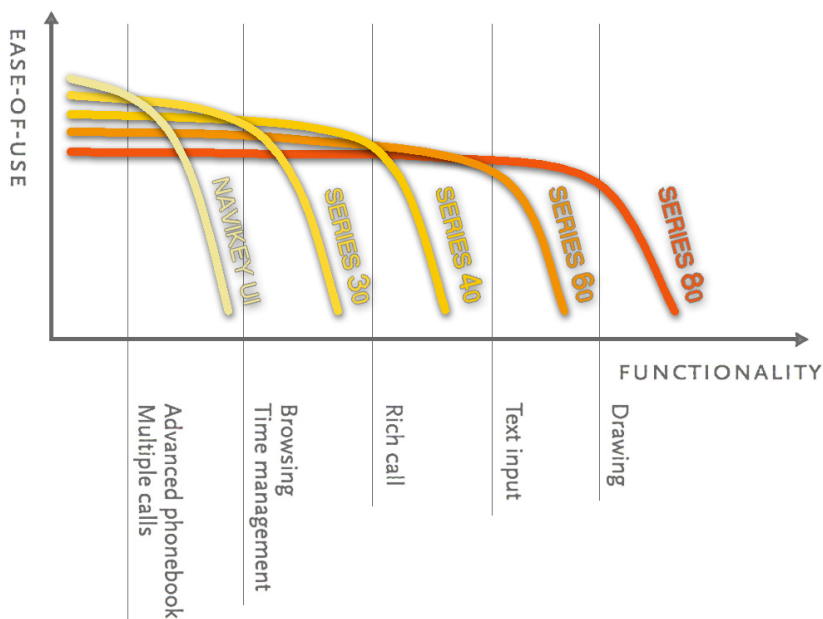 EASE-OF-USE
NAVIKEY UI
SERIES 30
SERIES 40
SERIES 60
SERIES 80
FUNCTIONALITY
Advanced phonebook
Multiple calls
Browsing
Time management
Rich call
Text input
Drawing